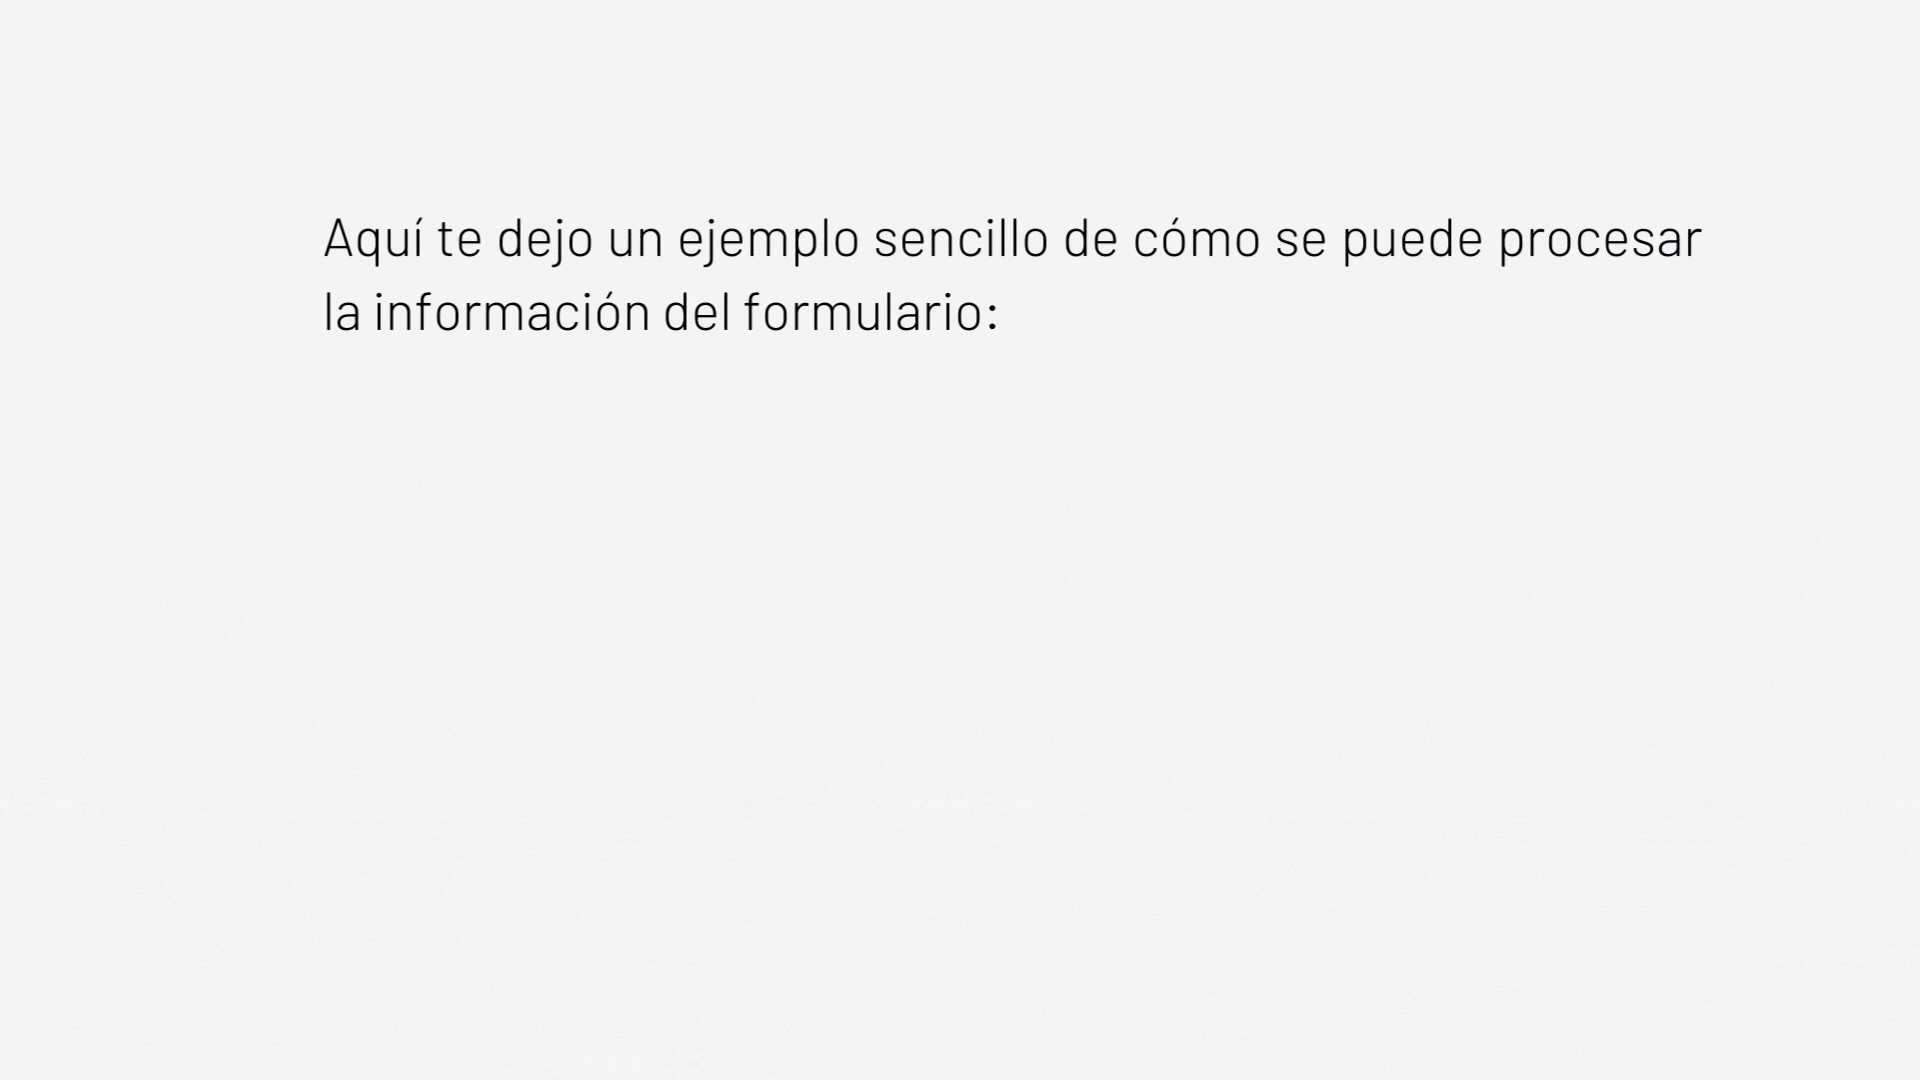 Aquí te dejo un ejemplo sencillo de cómo se puede procesar
la información del formulario: